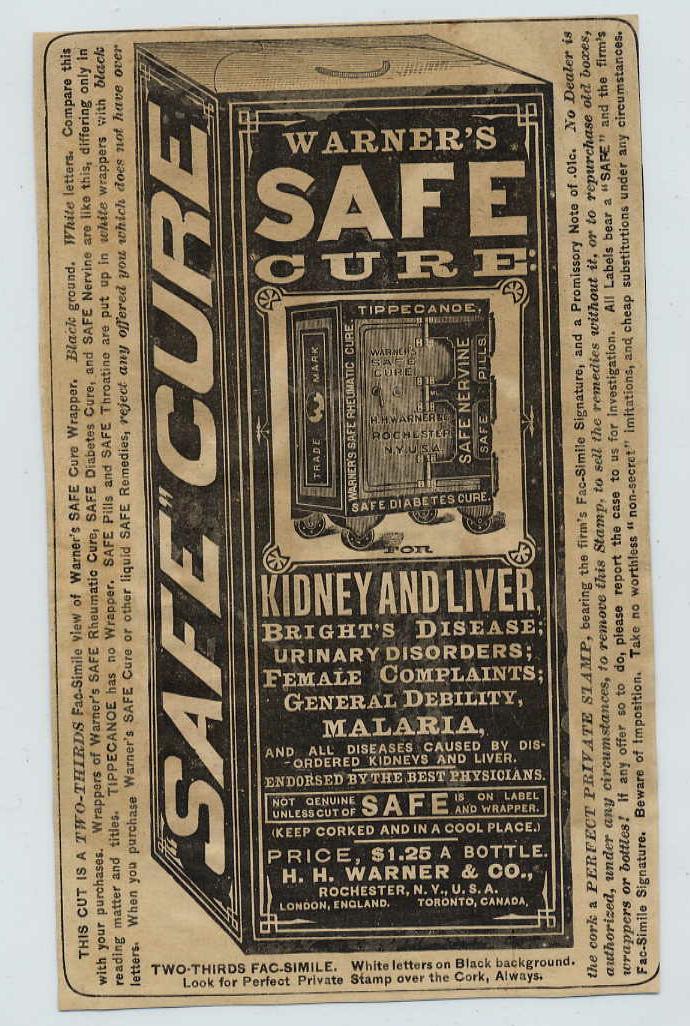 THIS CUT IS A TWO-THIRDS Fac-Simile view of Warner's SAFE Cure Wrapper. Black ground. White letters. Compare this
with your purchases. Wrappers of Warner's SAFE Rheumatic Cure, SAFE Diabetes Cure, and SAFE Nervine are like this, differing only in
reading matter and titles. TIPPECANOE has no Wrapper. SAFE Pills and SAFE Throatine are put up in white wrappers with black
letters. When you purchase Warner's SAFE Cure or other liquid SAFE Remedies, reject any offered you which does not have over
"SAFE" CURE
WARNER'S
SAFE
CURE
TIPPECANOE.
TRADE MARK
WARNER'S SAFE RHEUMATIC CURE.
WARNER'S
SAFE
CURE
H.H. WARNER & CO
ROCHESTER
N.Y. U.S.A.
SAFE NERVINE
SAFE PILLS.
SAFE DIABETES CURE.
FOR
KIDNEY AND LIVER,
BRIGHT'S DISEASE;
URINARY DISORDERS;
FEMALE COMPLAINTS;
GENERAL DEBILITY,
MALARIA,
AND ALL DISEASES CAUSED BY DIS-
-ORDERED KIDNEYS AND LIVER.
ENDORSED BY THE BEST PHYSICIANS.
NOT GENUINE UNLESS CUT OF SAFE IS ON LABEL AND WRAPPER.
(KEEP CORKED AND IN A COOL PLACE.)
PRICE, $1.25 A BOTTLE.
H. H. WARNER & CO.,
ROCHESTER, N.Y., U.S.A.
LONDON, ENGLAND. TORONTO, CANADA,
TWO-THIRDS FAC-SIMILE. White letters on Black background.
Look for Perfect Private Stamp over the Cork, Always.
the cork a PERFECT PRIVATE STAMP, bearing the firm's Fac-Simile Signature, and a Promissory Note of .01c. No Dealer is
authorized, under any circumstances, to remove this Stamp, to sell the remedies without it, or to repurchase old boxes,
wrappers or bottles! If any offer so to do, please report the case to us for investigation. All Labels bear a "SAFE" and the firm's
Fac-Simile Signature. Beware of Imposition. Take no worthless "non-secret" imitations, and cheap substitutions under any circumstances.